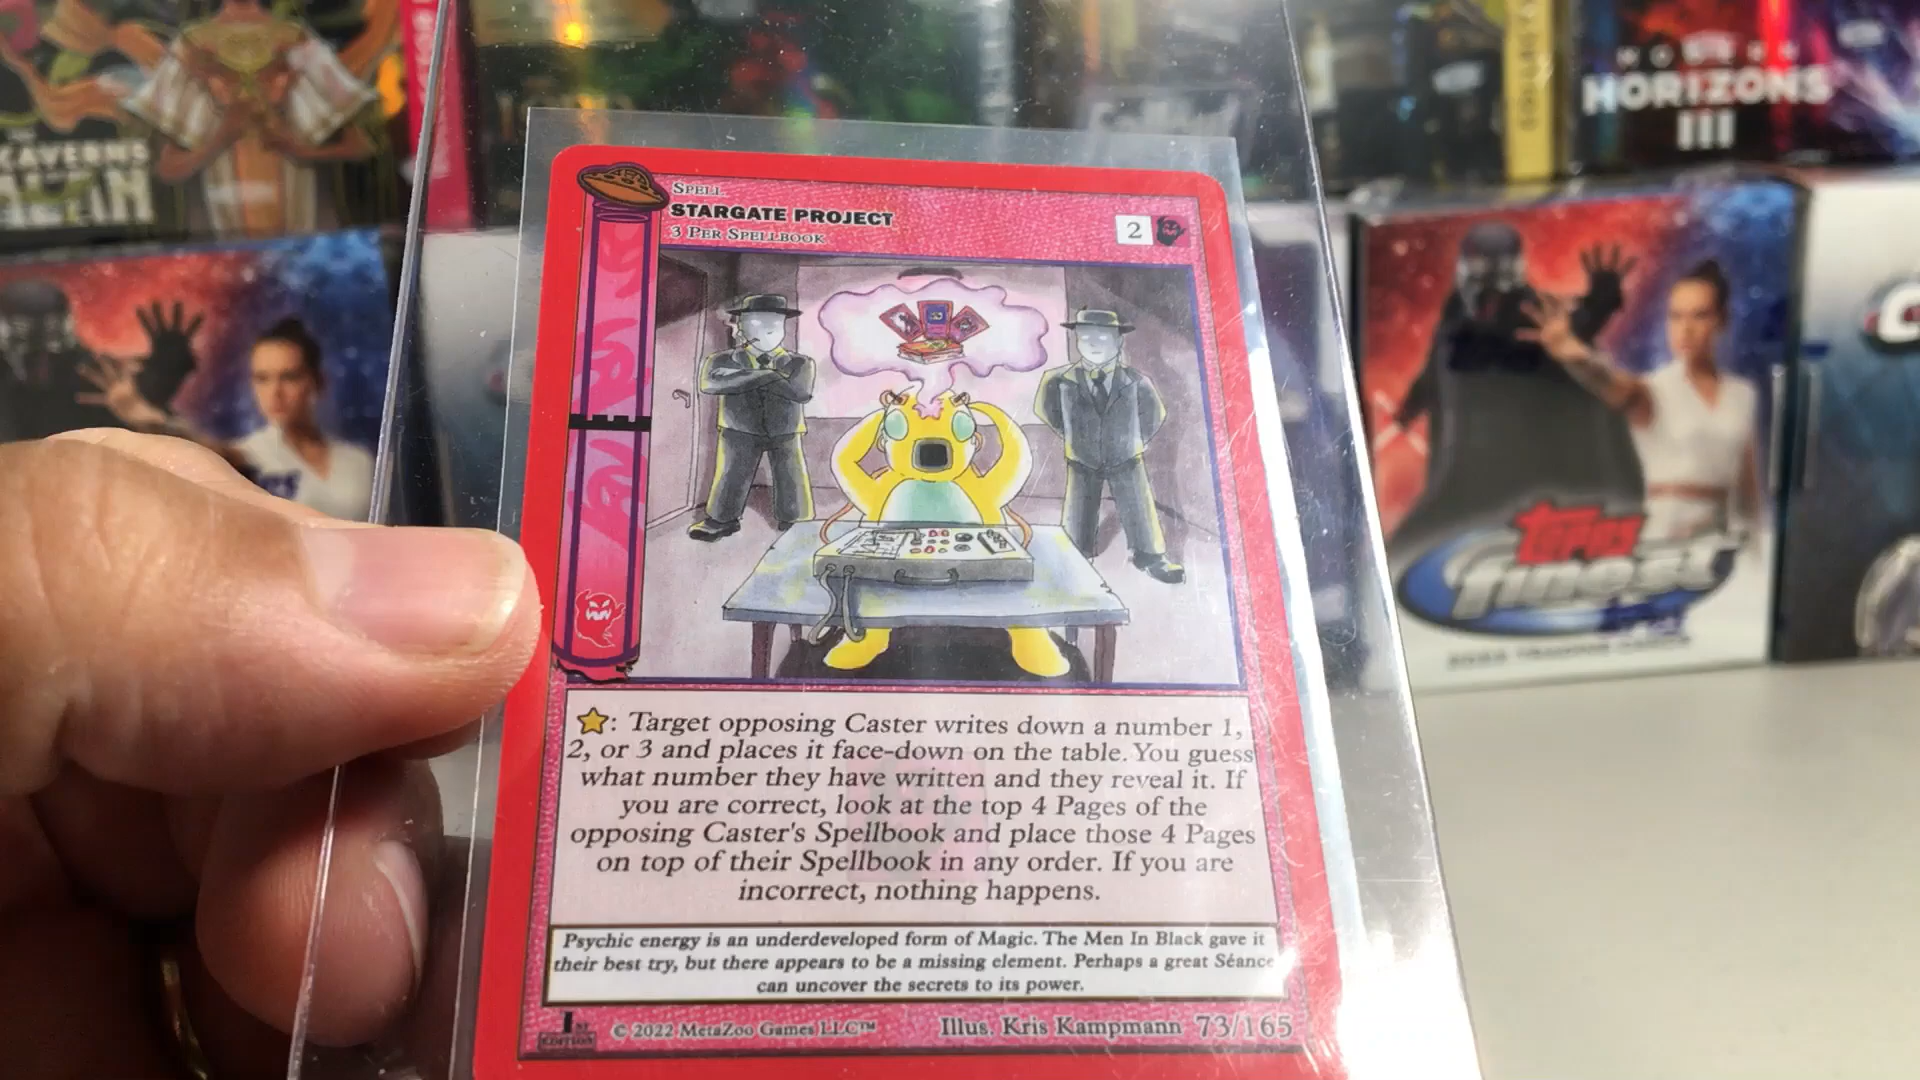 CAVERNS
MODERN
HORIZONS
III
SPELL
STARGATE PROJECT
3 PER SPELLBOOK
2
: Target opposing Caster writes down a number 1,
2, or 3 and places it face-down on the table. You guess
what number they have written and they reveal it. If
you are correct, look at the top 4 Pages of the
opposing Caster's Spellbook and place those 4 Pages
on top of their Spellbook in any order. If you are
incorrect, nothing happens.
Psychic energy is an underdeveloped form of Magic. The Men In Black gave it
their best try, but there appears to be a missing element. Perhaps a great Séance
can uncover the secrets to its power.
1ST
EDITION
© 2022 MetaZoo Games LLC™
Illus. Kris Kampmann 73/165
Topps
finest